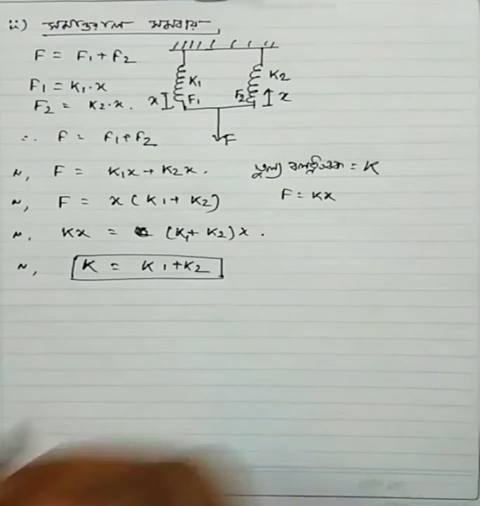 ii) সমান্তরাল সমবায়
F = F₁ + F₂
K₁ K₂
F₁ = K₁.x
F₂ = K₂.x. x F₁ F₂ x
∴ F = F₁+F₂ F
বা, F = K₁x + K₂x. তুল্য বলধ্রুবক = K
বা, F = x (K₁ + K₂) F = Kx
বা, Kx = (K₁ + K₂) x.
বা, K = K₁ + K₂